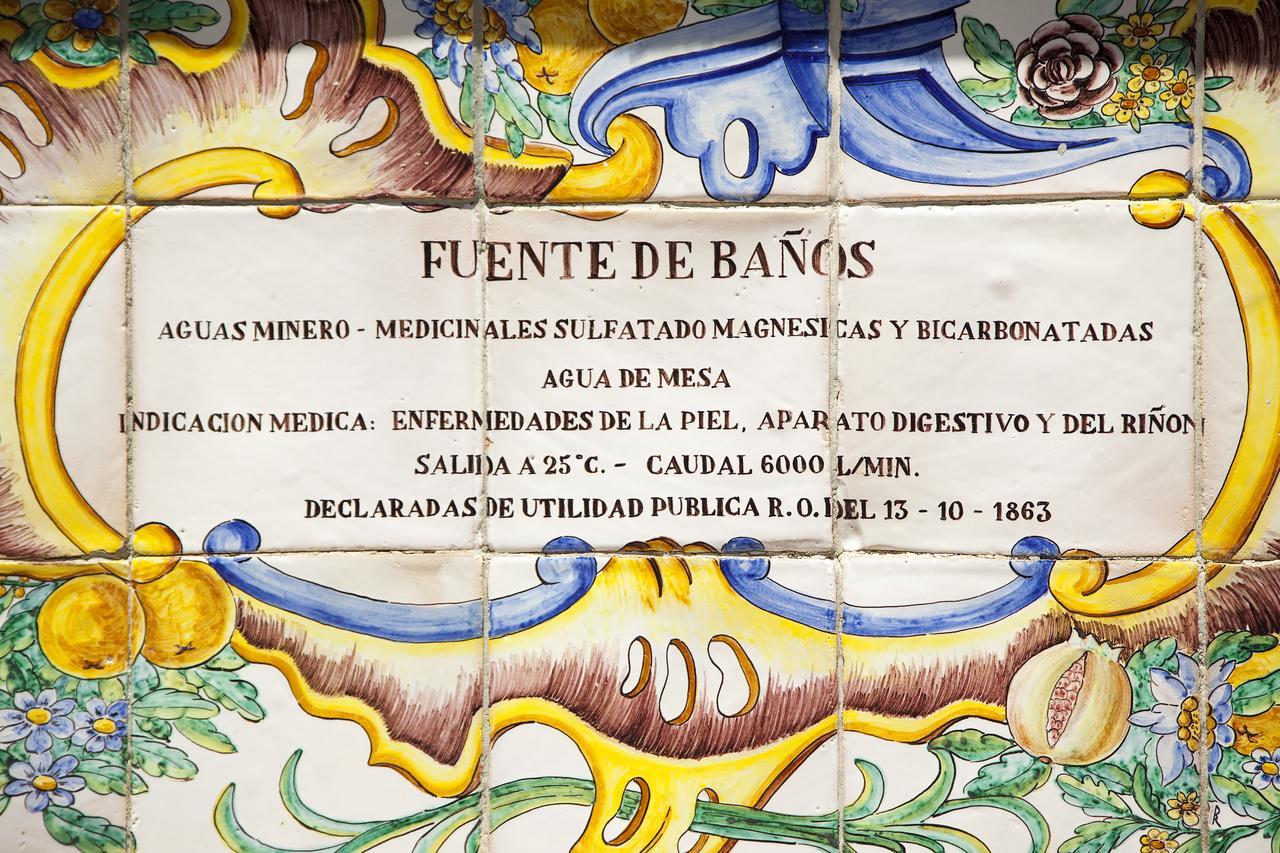 FUENTE DE BAÑOS
AGUAS MINERO - MEDICINALES SULFATADO MAGNESICAS Y BICARBONATADAS
AGUA DE MESA
INDICACION MEDICA: ENFERMEDADES DE LA PIEL, APARATO DIGESTIVO Y DEL RIÑON
SALIDA A 25°C. - CAUDAL 6000 L/MIN.
DECLARADAS DE UTILIDAD PUBLICA R.O. DEL 13 - 10 - 1863